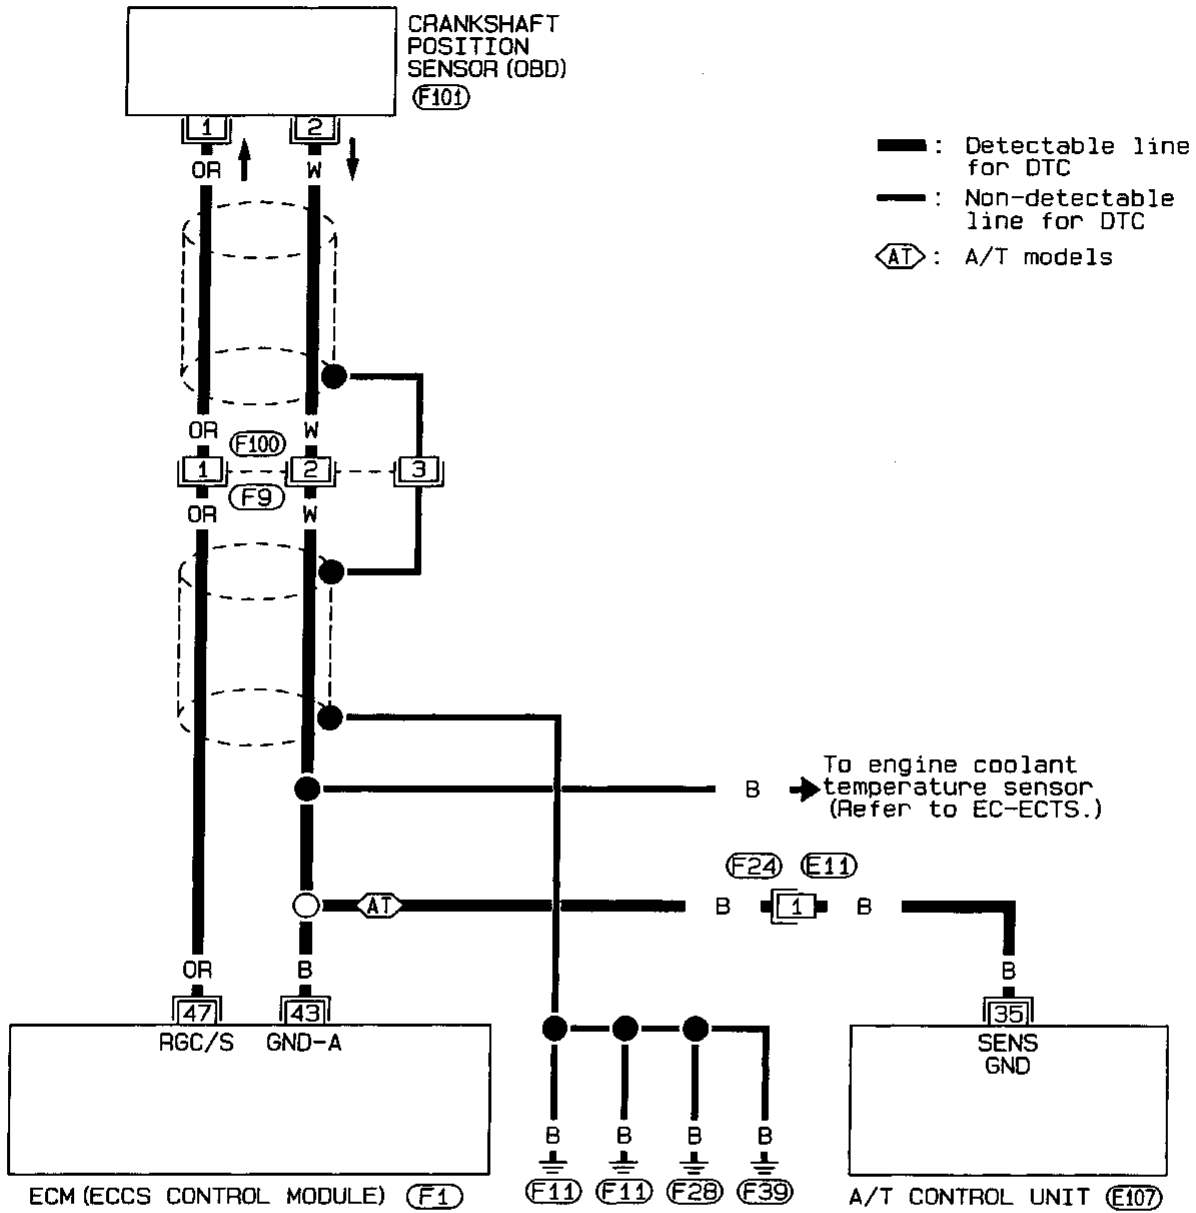 CRANKSHAFT
POSITION
SENSOR (OBD)
F101
1 2
OR W
: Detectable line
for DTC
: Non-detectable
line for DTC
AT : A/T models
OR W
F100
1 2 3
F9
OR W
To engine coolant
B temperature sensor
(Refer to EC-ECTS.)
F24 E11
AT B 1 B
OR B B
47 43 35
RGC/S GND-A SENS
GND
B B B B
F11 F11 F28 F39
ECM (ECCS CONTROL MODULE) F1
A/T CONTROL UNIT E107